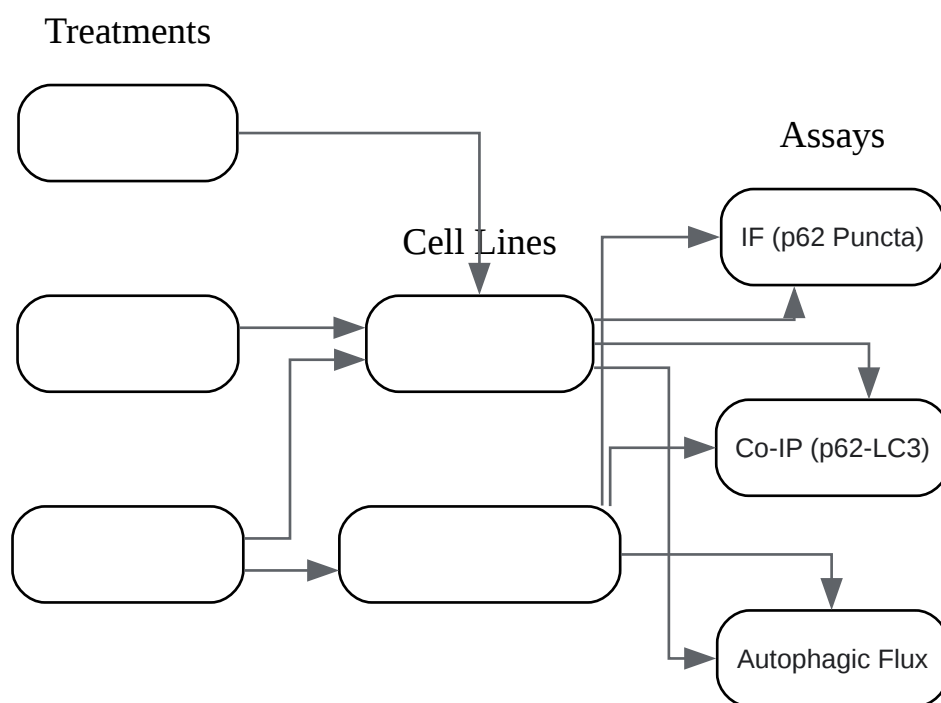 Treatments
Assays
Cell Lines
IF (p62 Puncta)
Co-IP (p62-LC3)
Autophagic Flux